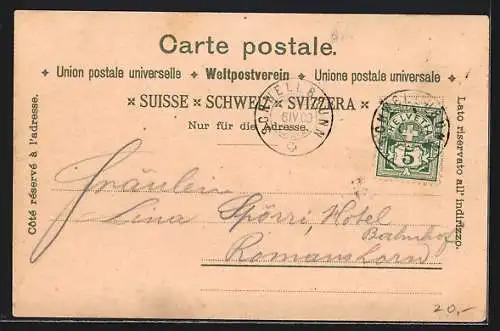 Carte postale.
Union postale universelle Weltpostverein Unione postale universale
SUISSE SCHWEIZ SVIZZERA
Nur für die Adresse.
Côté réservé à l'adresse.
Lato riservato all'indirizzo.
SCHNELLBRUNN
HELVETIA
5
Fräulein
Lina Spörri, Hotel
Bahnhof
Romanshorn
20,-